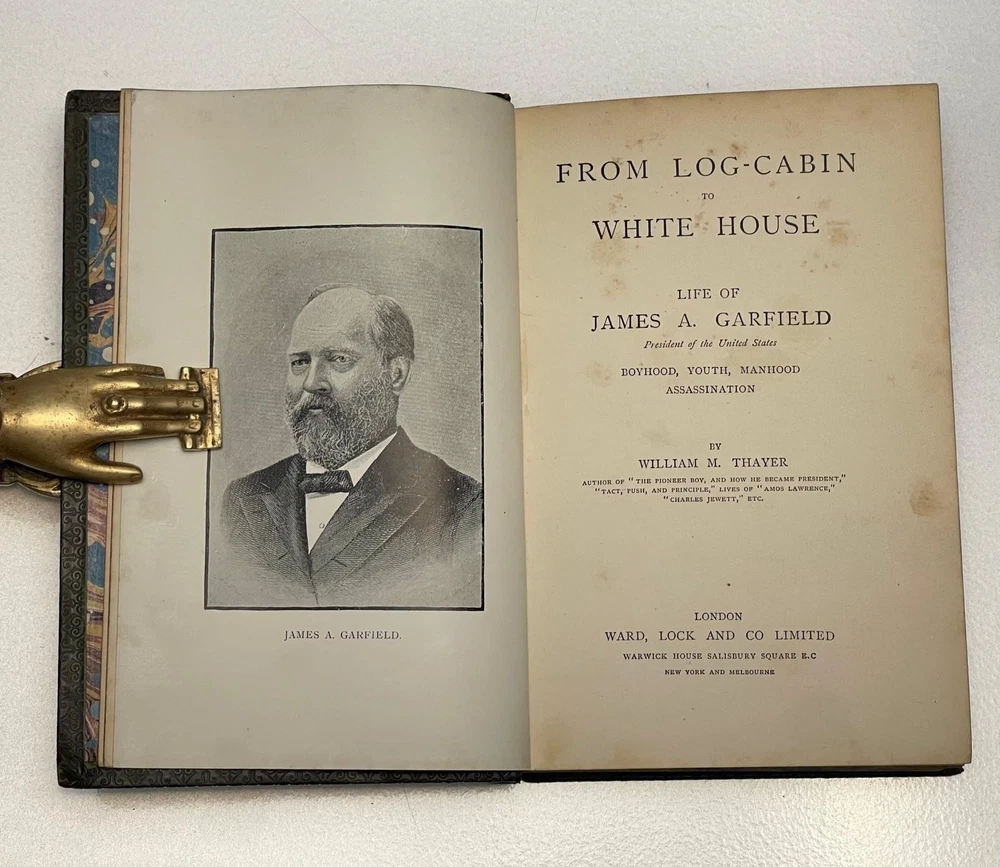 JAMES A. GARFIELD.
FROM LOG-CABIN
TO
WHITE HOUSE
LIFE OF
JAMES A. GARFIELD
President of the United States
BOYHOOD, YOUTH, MANHOOD
ASSASSINATION
BY
WILLIAM M. THAYER
AUTHOR OF "THE PIONEER BOY, AND HOW HE BECAME PRESIDENT,"
"TACT, PUSH, AND PRINCIPLE," LIVES OF "AMOS LAWRENCE,"
"CHARLES JEWETT," ETC.
LONDON
WARD, LOCK AND CO LIMITED
WARWICK HOUSE SALISBURY SQUARE E.C
NEW YORK AND MELBOURNE